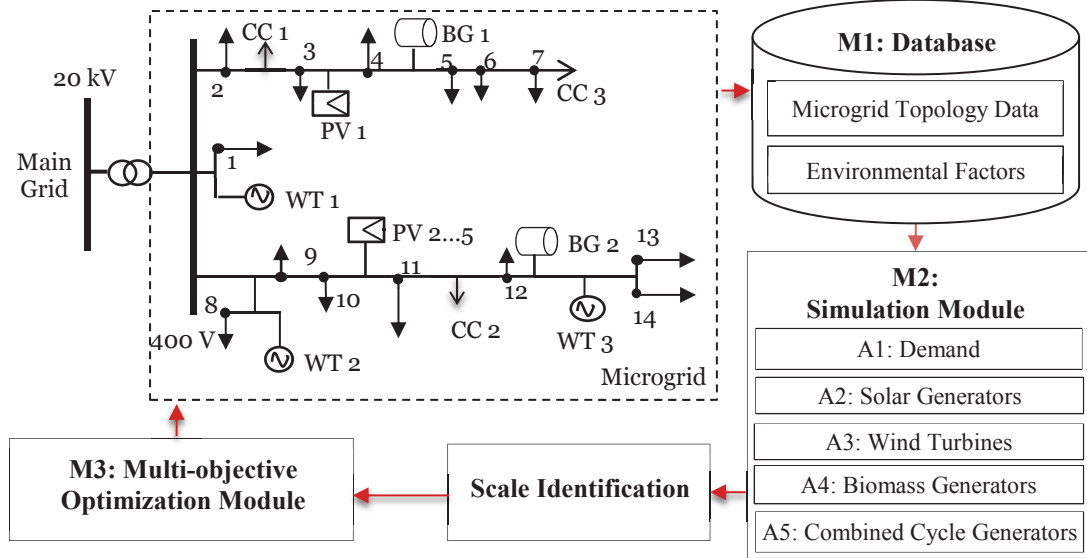 20 kV
Main
Grid
CC 1
2
3
4
BG 1
5
6
7
CC 3
PV 1
1
WT 1
PV 2...5
BG 2
13
9
10
11
12
14
8
400 V
WT 2
CC 2
WT 3
Microgrid
M1: Database
Microgrid Topology Data
Environmental Factors
M2:
Simulation Module
A1: Demand
A2: Solar Generators
A3: Wind Turbines
A4: Biomass Generators
A5: Combined Cycle Generators
Scale Identification
M3: Multi-objective
Optimization Module